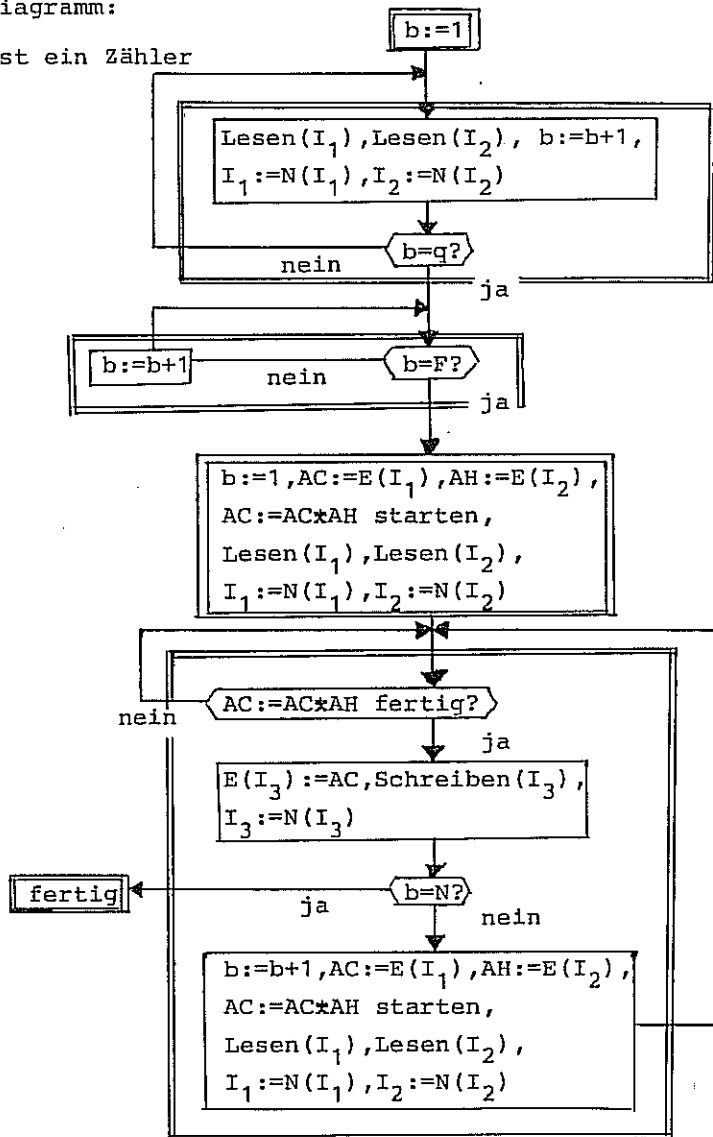 iagramm:
b:=1
st ein Zähler
Lesen(I₁),Lesen(I₂), b:=b+1,
I₁:=N(I₁),I₂:=N(I₂)
b=q?
nein
ja
b:=b+1
b=F?
nein
ja
b:=1,AC:=E(I₁),AH:=E(I₂),
AC:=AC*AH starten,
Lesen(I₁),Lesen(I₂),
I₁:=N(I₁),I₂:=N(I₂)
AC:=AC*AH fertig?
nein
ja
E(I₃):=AC,Schreiben(I₃),
I₃:=N(I₃)
fertig
b=N?
ja
nein
b:=b+1,AC:=E(I₁),AH:=E(I₂),
AC:=AC*AH starten,
Lesen(I₁),Lesen(I₂),
I₁:=N(I₁),I₂:=N(I₂)